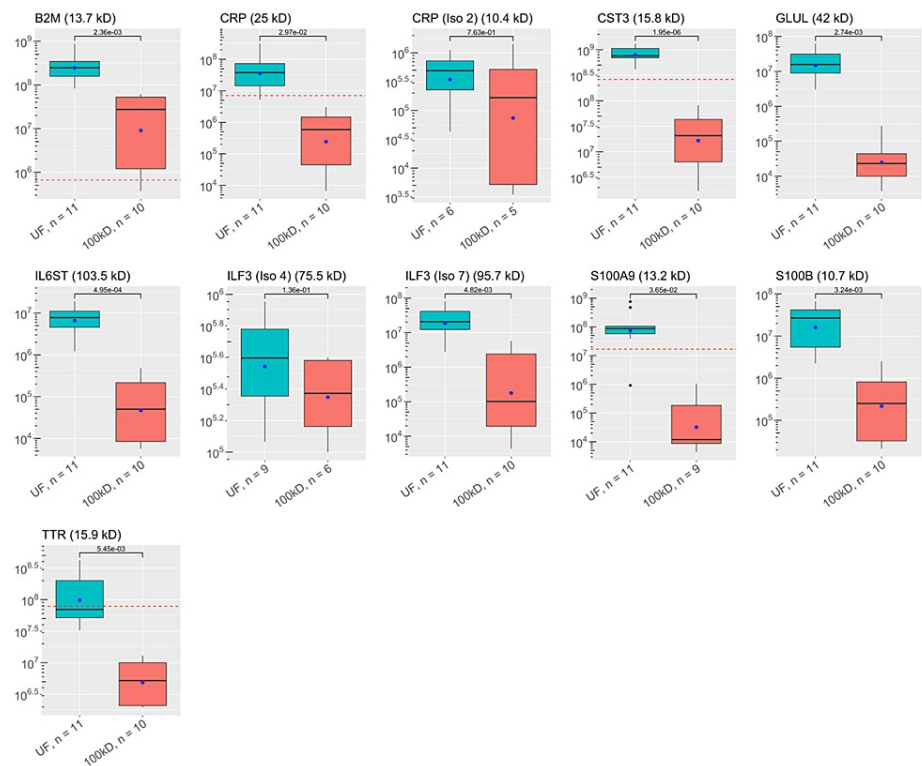 B2M (13.7 kD)
2.36e-03
10^9
10^8
10^7
10^6
UF, n = 11
100kD, n = 10
CRP (25 kD)
2.97e-02
10^8
10^7
10^6
10^5
10^4
UF, n = 11
100kD, n = 10
CRP (Iso 2) (10.4 kD)
7.63e-01
10^6
10^5.5
10^5
10^4.5
10^4
10^3.5
UF, n = 6
100kD, n = 5
CST3 (15.8 kD)
1.95e-06
10^9
10^8.5
10^8
10^7.5
10^7
10^6.5
UF, n = 11
100kD, n = 10
GLUL (42 kD)
2.74e-03
10^8
10^7
10^6
10^5
10^4
UF, n = 11
100kD, n = 10
IL6ST (103.5 kD)
4.95e-04
10^7
10^6
10^5
10^4
UF, n = 11
100kD, n = 10
ILF3 (Iso 4) (75.5 kD)
1.36e-01
10^6
10^5.8
10^5.6
10^5.4
10^5.2
10^5
UF, n = 9
100kD, n = 6
ILF3 (Iso 7) (95.7 kD)
4.82e-03
10^8
10^7
10^6
10^5
10^4
UF, n = 11
100kD, n = 10
S100A9 (13.2 kD)
3.65e-02
10^9
10^8
10^7
10^6
10^5
10^4
UF, n = 11
100kD, n = 9
S100B (10.7 kD)
3.24e-03
10^8
10^7
10^6
10^5
UF, n = 11
100kD, n = 10
TTR (15.9 kD)
5.45e-03
10^8.5
10^8
10^7.5
10^7
10^6.5
UF, n = 11
100kD, n = 10